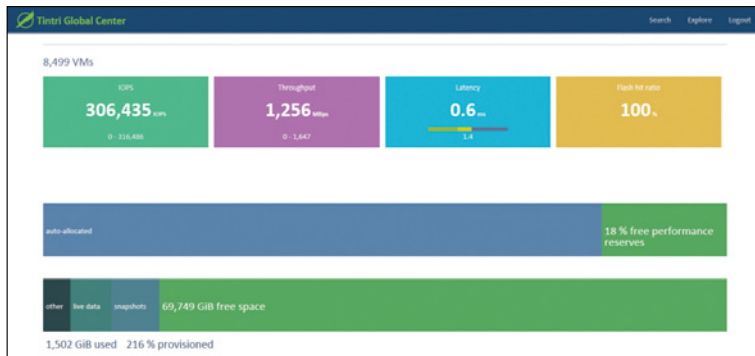 Tintri Global Center
Search Explore Logout
8,499 VMs
IOPS
306,435 IOPS
0 - 316,486
Throughput
1,256 MBps
0 - 1,647
Latency
0.6 ms
1.4
Flash hit ratio
100 %
auto-allocated
18 % free performance
reserves
other
live data
snapshots
69,749 GiB free space
1,502 GiB used 216 % provisioned